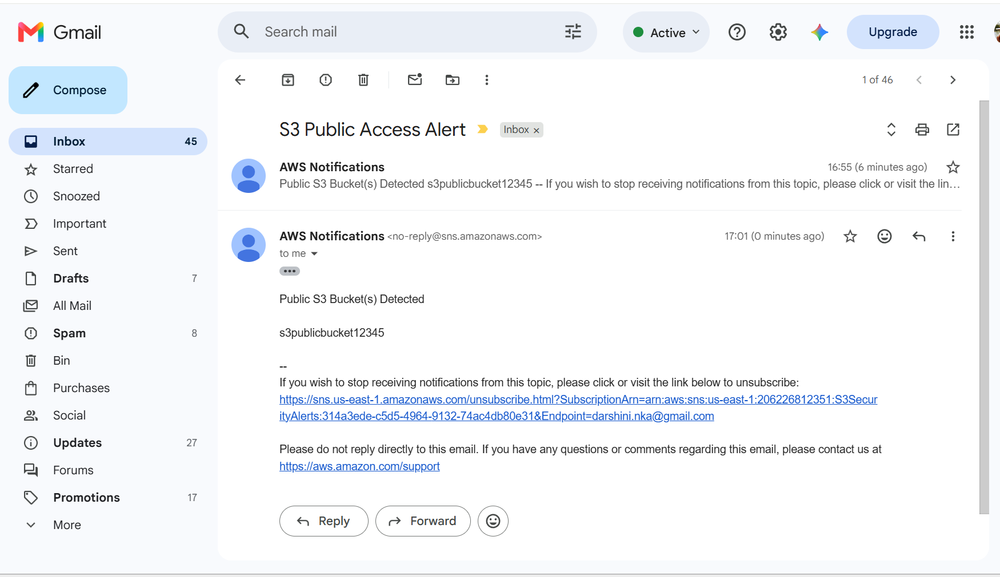 Gmail
Search mail
Active
Upgrade
Compose
1 of 46
Inbox 45
Starred
Snoozed
Important
Sent
Drafts 7
All Mail
Spam 8
Bin
Purchases
Social
Updates 27
Forums
Promotions 17
More
S3 Public Access Alert Inbox ×
AWS Notifications 16:55 (6 minutes ago)
Public S3 Bucket(s) Detected s3publicbucket12345 -- If you wish to stop receiving notifications from this topic, please click or visit the lin…
AWS Notifications <no-reply@sns.amazonaws.com> 17:01 (0 minutes ago)
to me
Public S3 Bucket(s) Detected
s3publicbucket12345
--
If you wish to stop receiving notifications from this topic, please click or visit the link below to unsubscribe:
https://sns.us-east-1.amazonaws.com/unsubscribe.html?SubscriptionArn=arn:aws:sns:us-east-1:206226812351:S3Secur
ityAlerts:314a3ede-c5d5-4964-9132-74ac4db80e31&Endpoint=darshini.nka@gmail.com
Please do not reply directly to this email. If you have any questions or comments regarding this email, please contact us at
https://aws.amazon.com/support
Reply
Forward